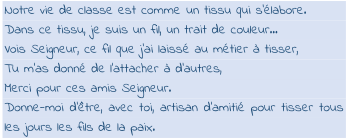 Notre vie de classe est comme un tissu qui s'élabore.
Dans ce tissu, je suis un fil, un trait de couleur...
Vois Seigneur, ce fil que j'ai laissé au métier à tisser,
Tu m'as donné de l'attacher à d'autres,
Merci pour ces amis Seigneur.
Donne-moi d'être, avec toi, artisan d'amitié pour tisser tous
les jours les fils de la paix.